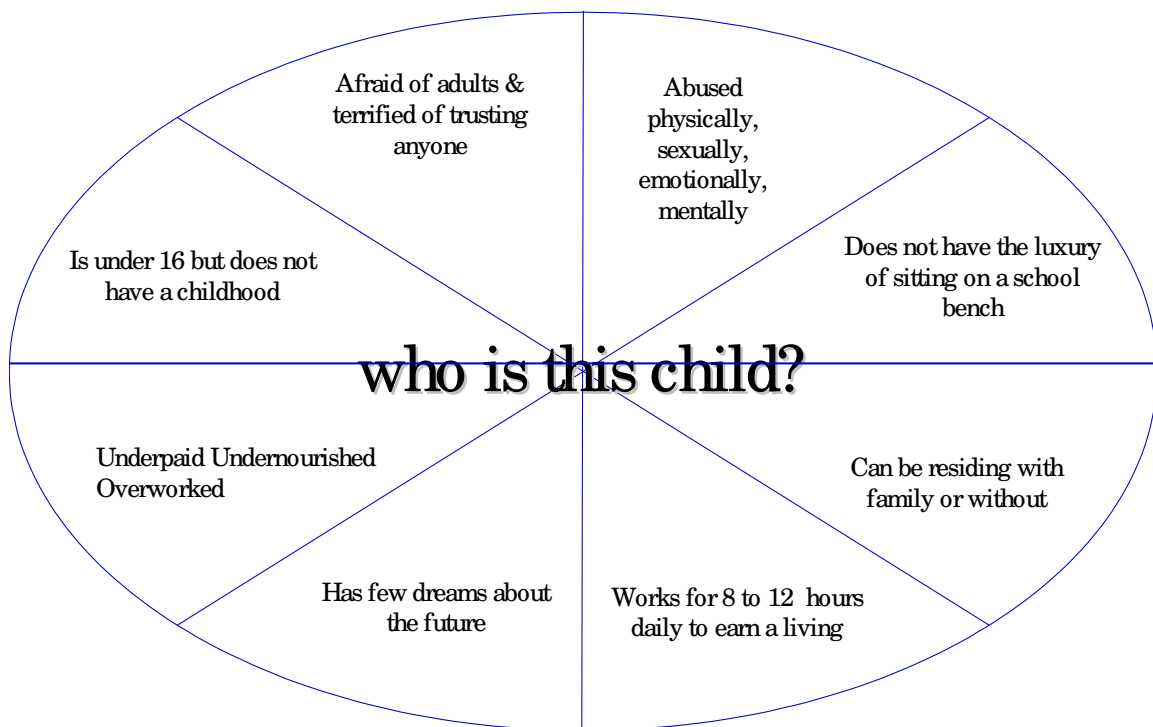 Afraid of adults &
terrified of trusting
anyone
Abused
physically,
sexually,
emotionally,
mentally
Is under 16 but does not
have a childhood
Does not have the luxury
of sitting on a school
bench
who is this child?
Underpaid Undernourished
Overworked
Can be residing with
family or without
Has few dreams about
the future
Works for 8 to 12 hours
daily to earn a living